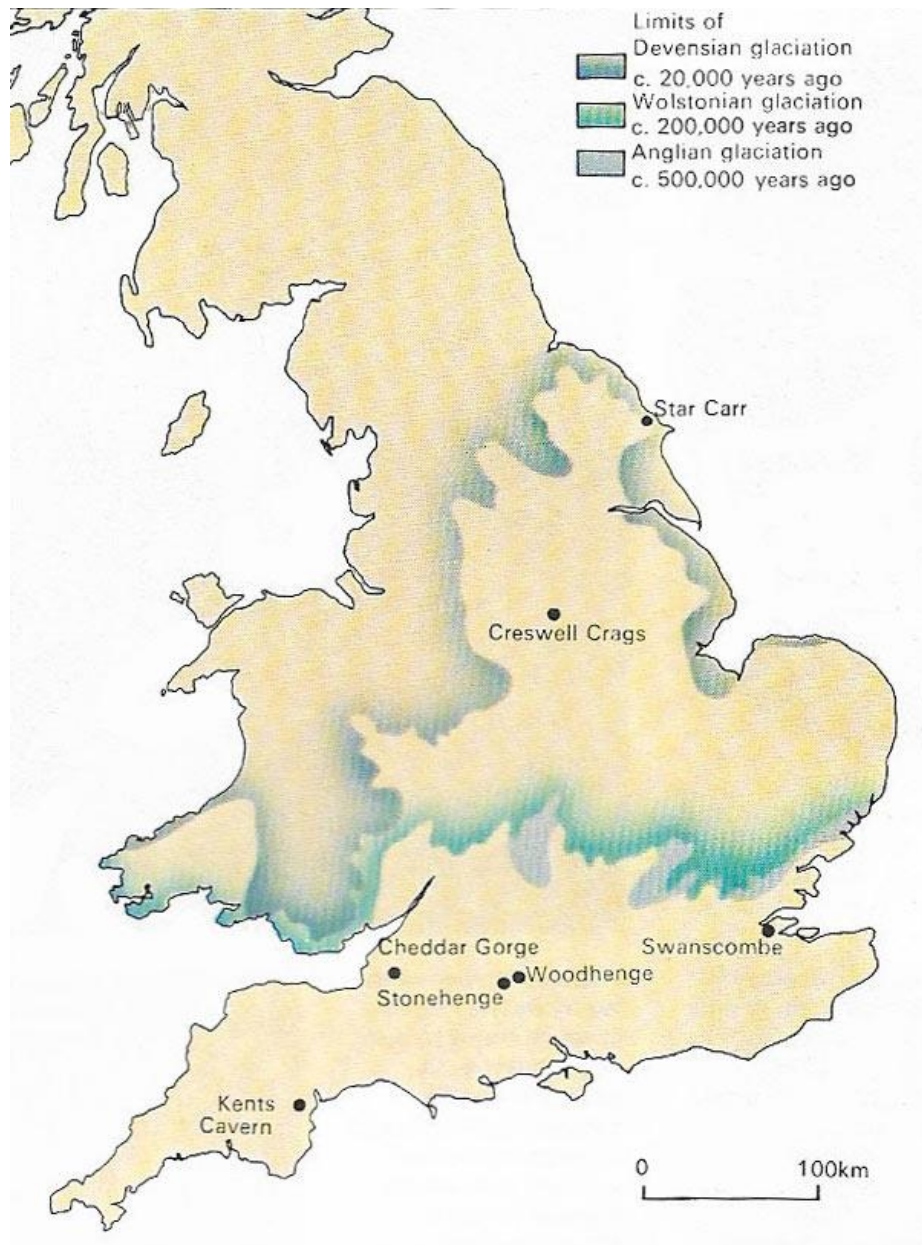 Limits of
Devensian glaciation
c. 20,000 years ago
Wolstonian glaciation
c. 200,000 years ago
Anglian glaciation
c. 500,000 years ago
Star Carr
Creswell Crags
Cheddar Gorge
Swanscombe
Woodhenge
Stonehenge
Kents
Cavern
0 100km